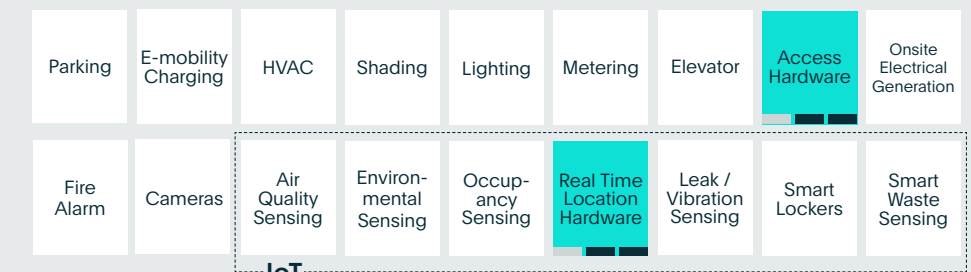 Parking
E-mobility
Charging
HVAC
Shading
Lighting
Metering
Elevator
Access
Hardware
Onsite
Electrical
Generation
Fire
Alarm
Cameras
Air
Quality
Sensing
Environ-
mental
Sensing
Occup-
ancy
Sensing
Real Time
Location
Hardware
Leak /
Vibration
Sensing
Smart
Lockers
Smart
Waste
Sensing
IoT